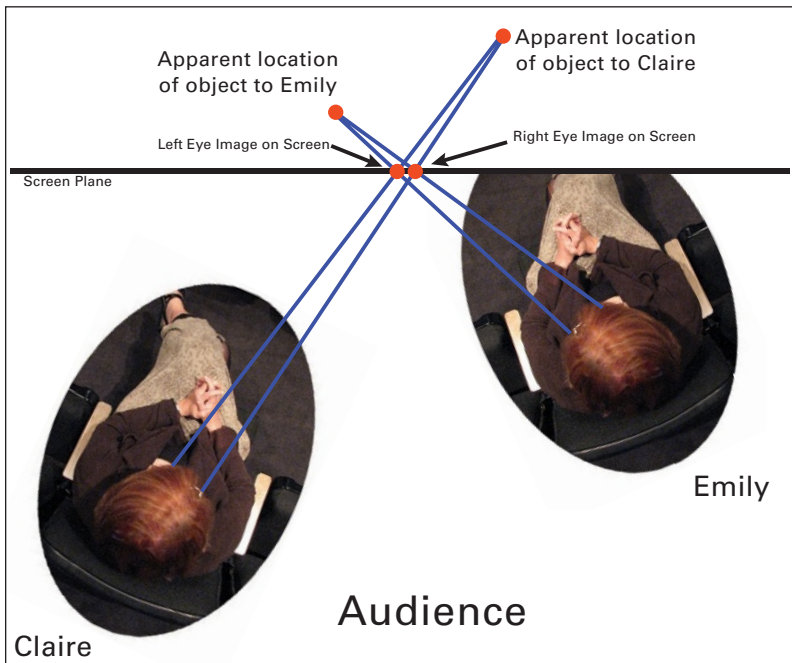 Apparent location
of object to Emily
Apparent location
of object to Claire
Left Eye Image on Screen
Right Eye Image on Screen
Screen Plane
Emily
Audience
Claire